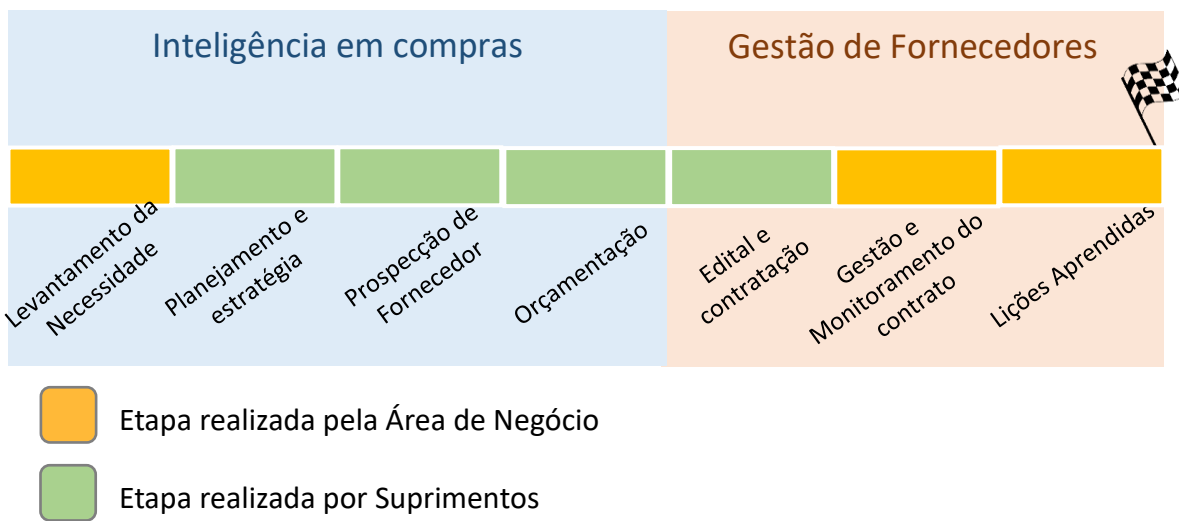 Inteligência em compras
Gestão de Fornecedores
Levantamento da
Necessidade
Planejamento e
estratégia
Prospecção de
Fornecedor
Orçamentação
Edital e
contratação
Gestão e
Monitoramento do
contrato
Lições Aprendidas
Etapa realizada pela Área de Negócio
Etapa realizada por Suprimentos